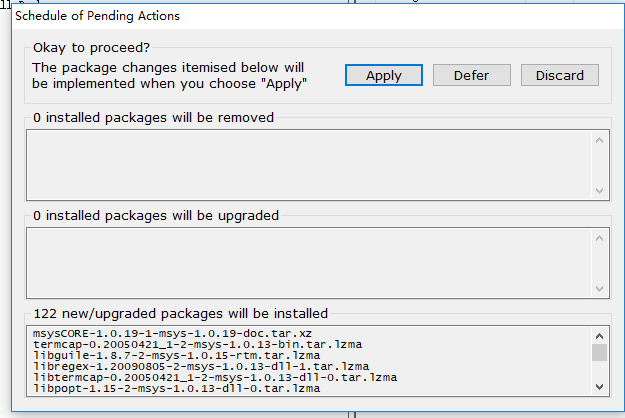 Schedule of Pending Actions
Okay to proceed?
The package changes itemised below will
be implemented when you choose "Apply"
Apply
Defer
Discard
0 installed packages will be removed
0 installed packages will be upgraded
122 new/upgraded packages will be installed
msysCORE-1.0.19-1-msys-1.0.19-doc.tar.xz
termcap-0.20050421_1-2-msys-1.0.13-bin.tar.lzma
libguile-1.8.7-2-msys-1.0.15-rtm.tar.lzma
libregex-1.20090805-2-msys-1.0.13-dll-1.tar.lzma
libtermcap-0.20050421_1-2-msys-1.0.13-dll-0.tar.lzma
libpopt-1.15-2-msys-1.0.13-dll-0.tar.lzma